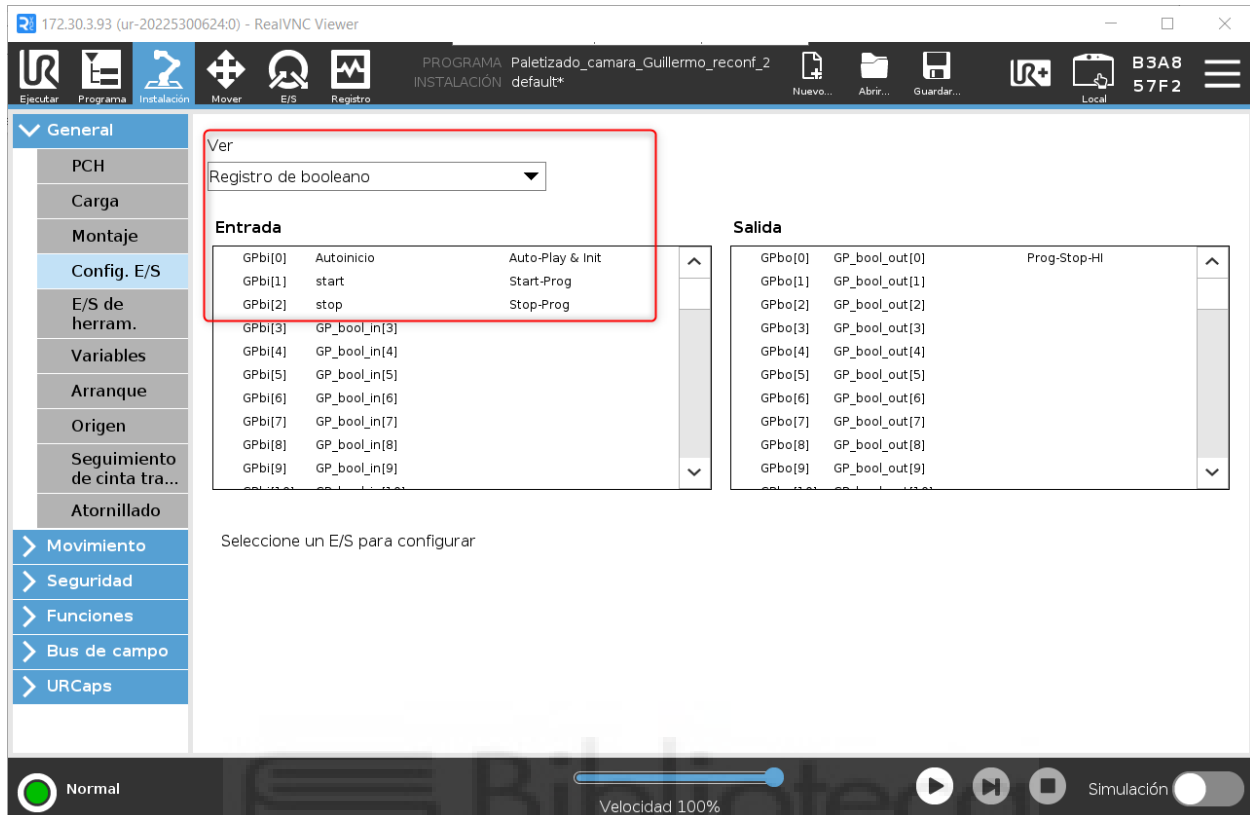 172.30.3.93 (ur-20225300624:0) - RealVNC Viewer
UR
PROGRAMA Paletizado_camara_Guillermo_reconf_2
INSTALACIÓN default*
Ejecutar Programa Instalación Mover E/S Registro
Nuevo... Abrir... Guardar...
UR+
Local
B3A8
57F2
General
PCH
Carga
Montaje
Config. E/S
E/S de
herram.
Variables
Arranque
Origen
Seguimiento
de cinta tra...
Atornillado
Movimiento
Seguridad
Funciones
Bus de campo
URCaps
Ver
Registro de booleano
Entrada
GPbi[0] Autoinicio Auto-Play & Init
GPbi[1] start Start-Prog
GPbi[2] stop Stop-Prog
GPbi[3] GP_bool_in[3]
GPbi[4] GP_bool_in[4]
GPbi[5] GP_bool_in[5]
GPbi[6] GP_bool_in[6]
GPbi[7] GP_bool_in[7]
GPbi[8] GP_bool_in[8]
GPbi[9] GP_bool_in[9]
Salida
GPbo[0] GP_bool_out[0] Prog-Stop-HI
GPbo[1] GP_bool_out[1]
GPbo[2] GP_bool_out[2]
GPbo[3] GP_bool_out[3]
GPbo[4] GP_bool_out[4]
GPbo[5] GP_bool_out[5]
GPbo[6] GP_bool_out[6]
GPbo[7] GP_bool_out[7]
GPbo[8] GP_bool_out[8]
GPbo[9] GP_bool_out[9]
Seleccione un E/S para configurar
Normal
Velocidad 100%
Simulación